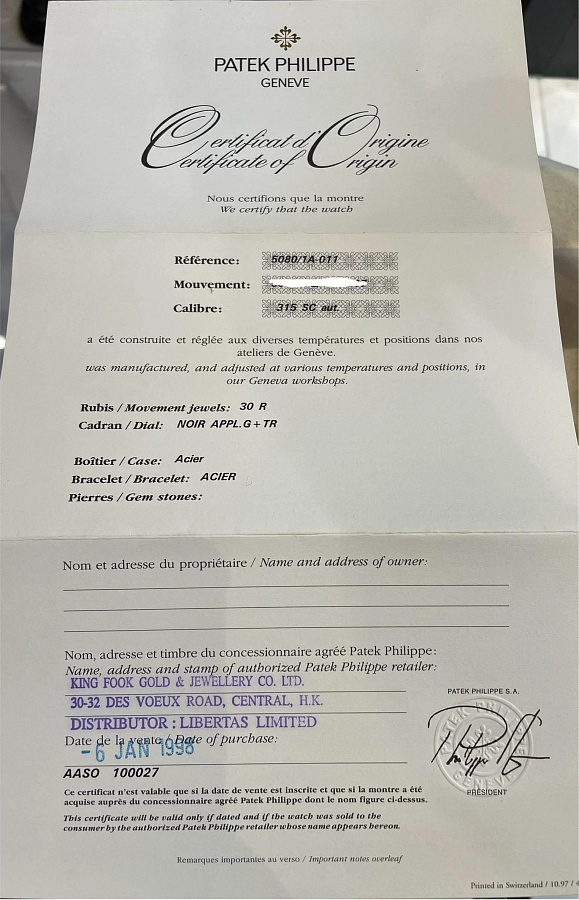 PATEK PHILIPPE
GENEVE
Certificat d'Origine
Certificate of Origin
Nous certifions que la montre
We certify that the watch
Référence: 5080/1A-011
Mouvement:
Calibre: 315 SC aut.
a été construite et réglée aux diverses températures et positions dans nos
ateliers de Genève.
was manufactured, and adjusted at various temperatures and positions, in
our Geneva workshops.
Rubis / Movement jewels: 30 R
Cadran / Dial: NOIR APPL.G+TR
Boîtier / Case: Acier
Bracelet / Bracelet: ACIER
Pierres / Gem stones:
Nom et adresse du propriétaire / Name and address of owner:
Nom, adresse et timbre du concessionnaire agréé Patek Philippe:
Name, address and stamp of authorized Patek Philippe retailer:
KING FOOK GOLD & JEWELLERY CO. LTD.
30-32 DES VOEUX ROAD, CENTRAL, H.K.
DISTRIBUTOR : LIBERTAS LIMITED
Date de la vente / Date of purchase:
-6 JAN 1998
AASO 100027
PATEK PHILIPPE S.A.
PATEK PHILIPPE
GENEVE
PRÉSIDENT
Ce certificat n'est valable que si la date de vente est inscrite et que si la montre a été
acquise auprès du concessionnaire agréé Patek Philippe dont le nom figure ci-dessus.
This certificate will be valid only if dated and if the watch was sold to the
consumer by the authorized Patek Philippe retailer whose name appears hereon.
Remarques importantes au verso / Important notes overleaf
Printed in Switzerland / 10.97 / 4